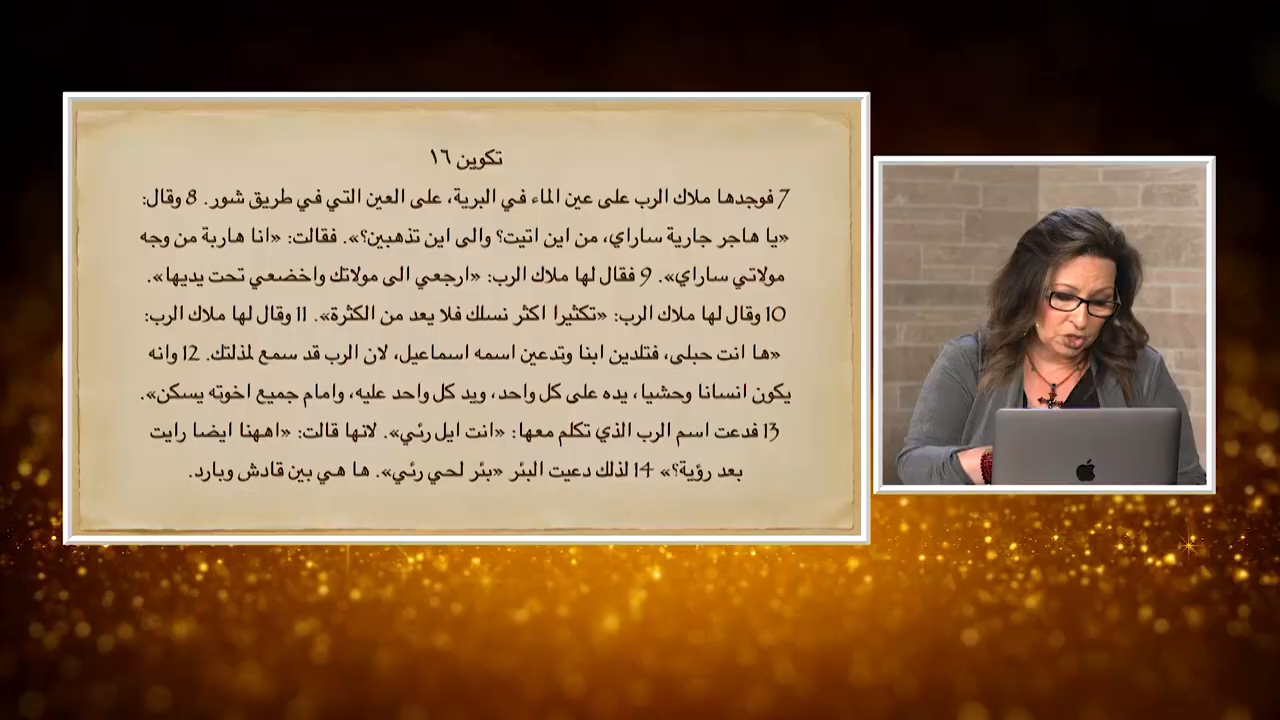 تكوين ١٦
7 فوجدها ملاك الرب على عين الماء في البرية، على العين التي في طريق شور. 8 وقال:
«يا هاجر جارية ساراي، من اين اتيت؟ والى اين تذهبين؟». فقالت: «انا هاربة من وجه
مولاتي ساراي». 9 فقال لها ملاك الرب: «ارجعي الى مولاتك واخضعي تحت يديها».
10 وقال لها ملاك الرب: «تكثيرا اكثر نسلك فلا يعد من الكثرة». 11 وقال لها ملاك الرب:
«ها انت حبلى، فتلدين ابنا وتدعين اسمه اسماعيل، لان الرب قد سمع لمذلتك. 12 وانه
يكون انسانا وحشيا، يده على كل واحد، ويد كل واحد عليه، وامام جميع اخوته يسكن».
13 فدعت اسم الرب الذي تكلم معها: «انت ايل رئي». لانها قالت: «اههنا ايضا رايت
بعد رؤية؟» 14 لذلك دعيت البئر «بئر لحي رئي». ها هي بين قادش وبارد.